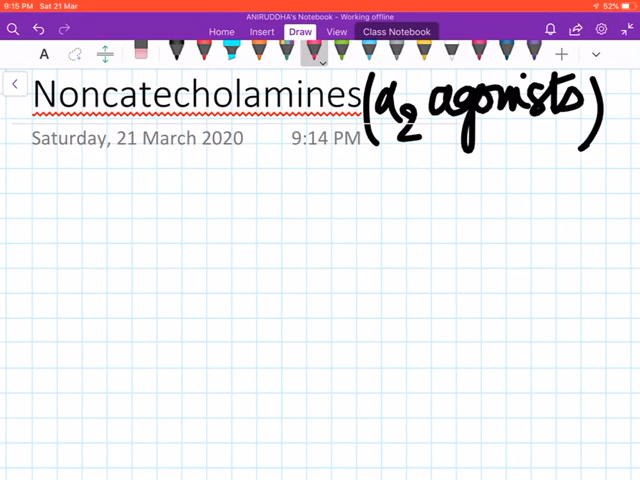 9:15 PM Sat 21 Mar 52%
ANIRUDDHA's Notebook - Working offline
Home Insert Draw View Class Notebook
A
Noncatecholamines (α2 agonists)
Saturday, 21 March 2020 9:14 PM